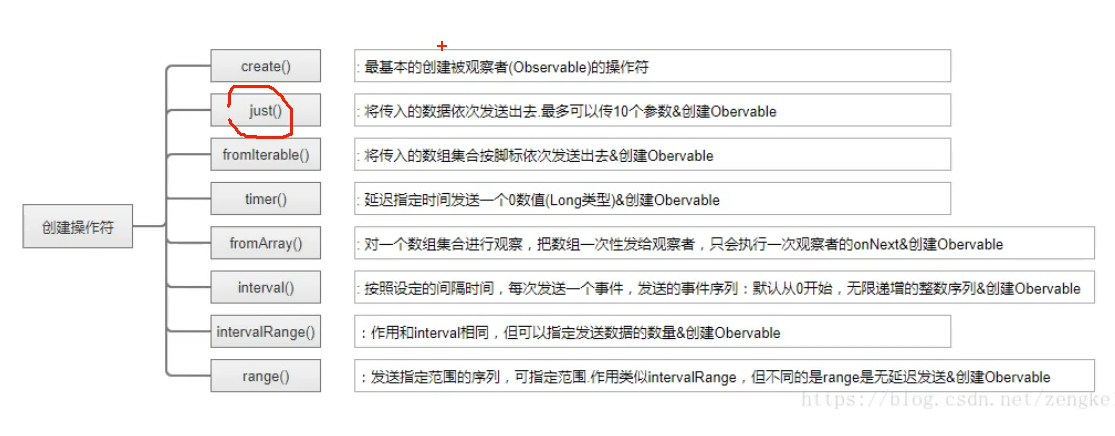 create()
: 最基本的创建被观察者(Observable)的操作符
just()
: 将传入的数据依次发送出去.最多可以传10个参数&创建Obervable
fromIterable()
: 将传入的数组集合按脚标依次发送出去&创建Obervable
timer()
: 延迟指定时间发送一个0数值(Long类型)&创建Obervable
创建操作符
fromArray()
: 对一个数组集合进行观察，把数组一次性发给观察者，只会执行一次观察者的onNext&创建Obervable
interval()
: 按照设定的间隔时间，每次发送一个事件，发送的事件序列：默认从0开始，无限递增的整数序列&创建Obervable
intervalRange()
：作用和interval相同，但可以指定发送数据的数量&创建Obervable
range()
：发送指定范围的序列，可指定范围.作用类似intervalRange，但不同的是range是无延迟发送&创建Obervable
https://blog.csdn.net/zengke1